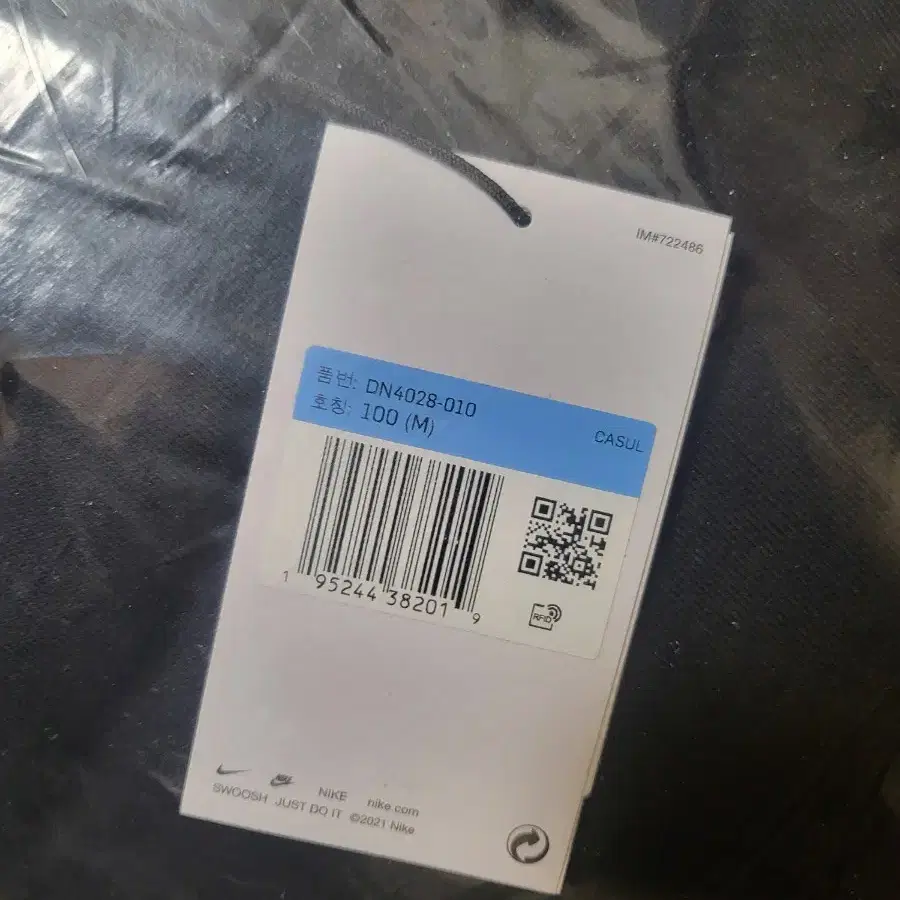 IM#722486
품번: DN4028-010
호칭: 100 (M)
CASUL
1 95244 38201 9
RFID
NIKE nike.com
SWOOSH JUST DO IT ©2021 Nike